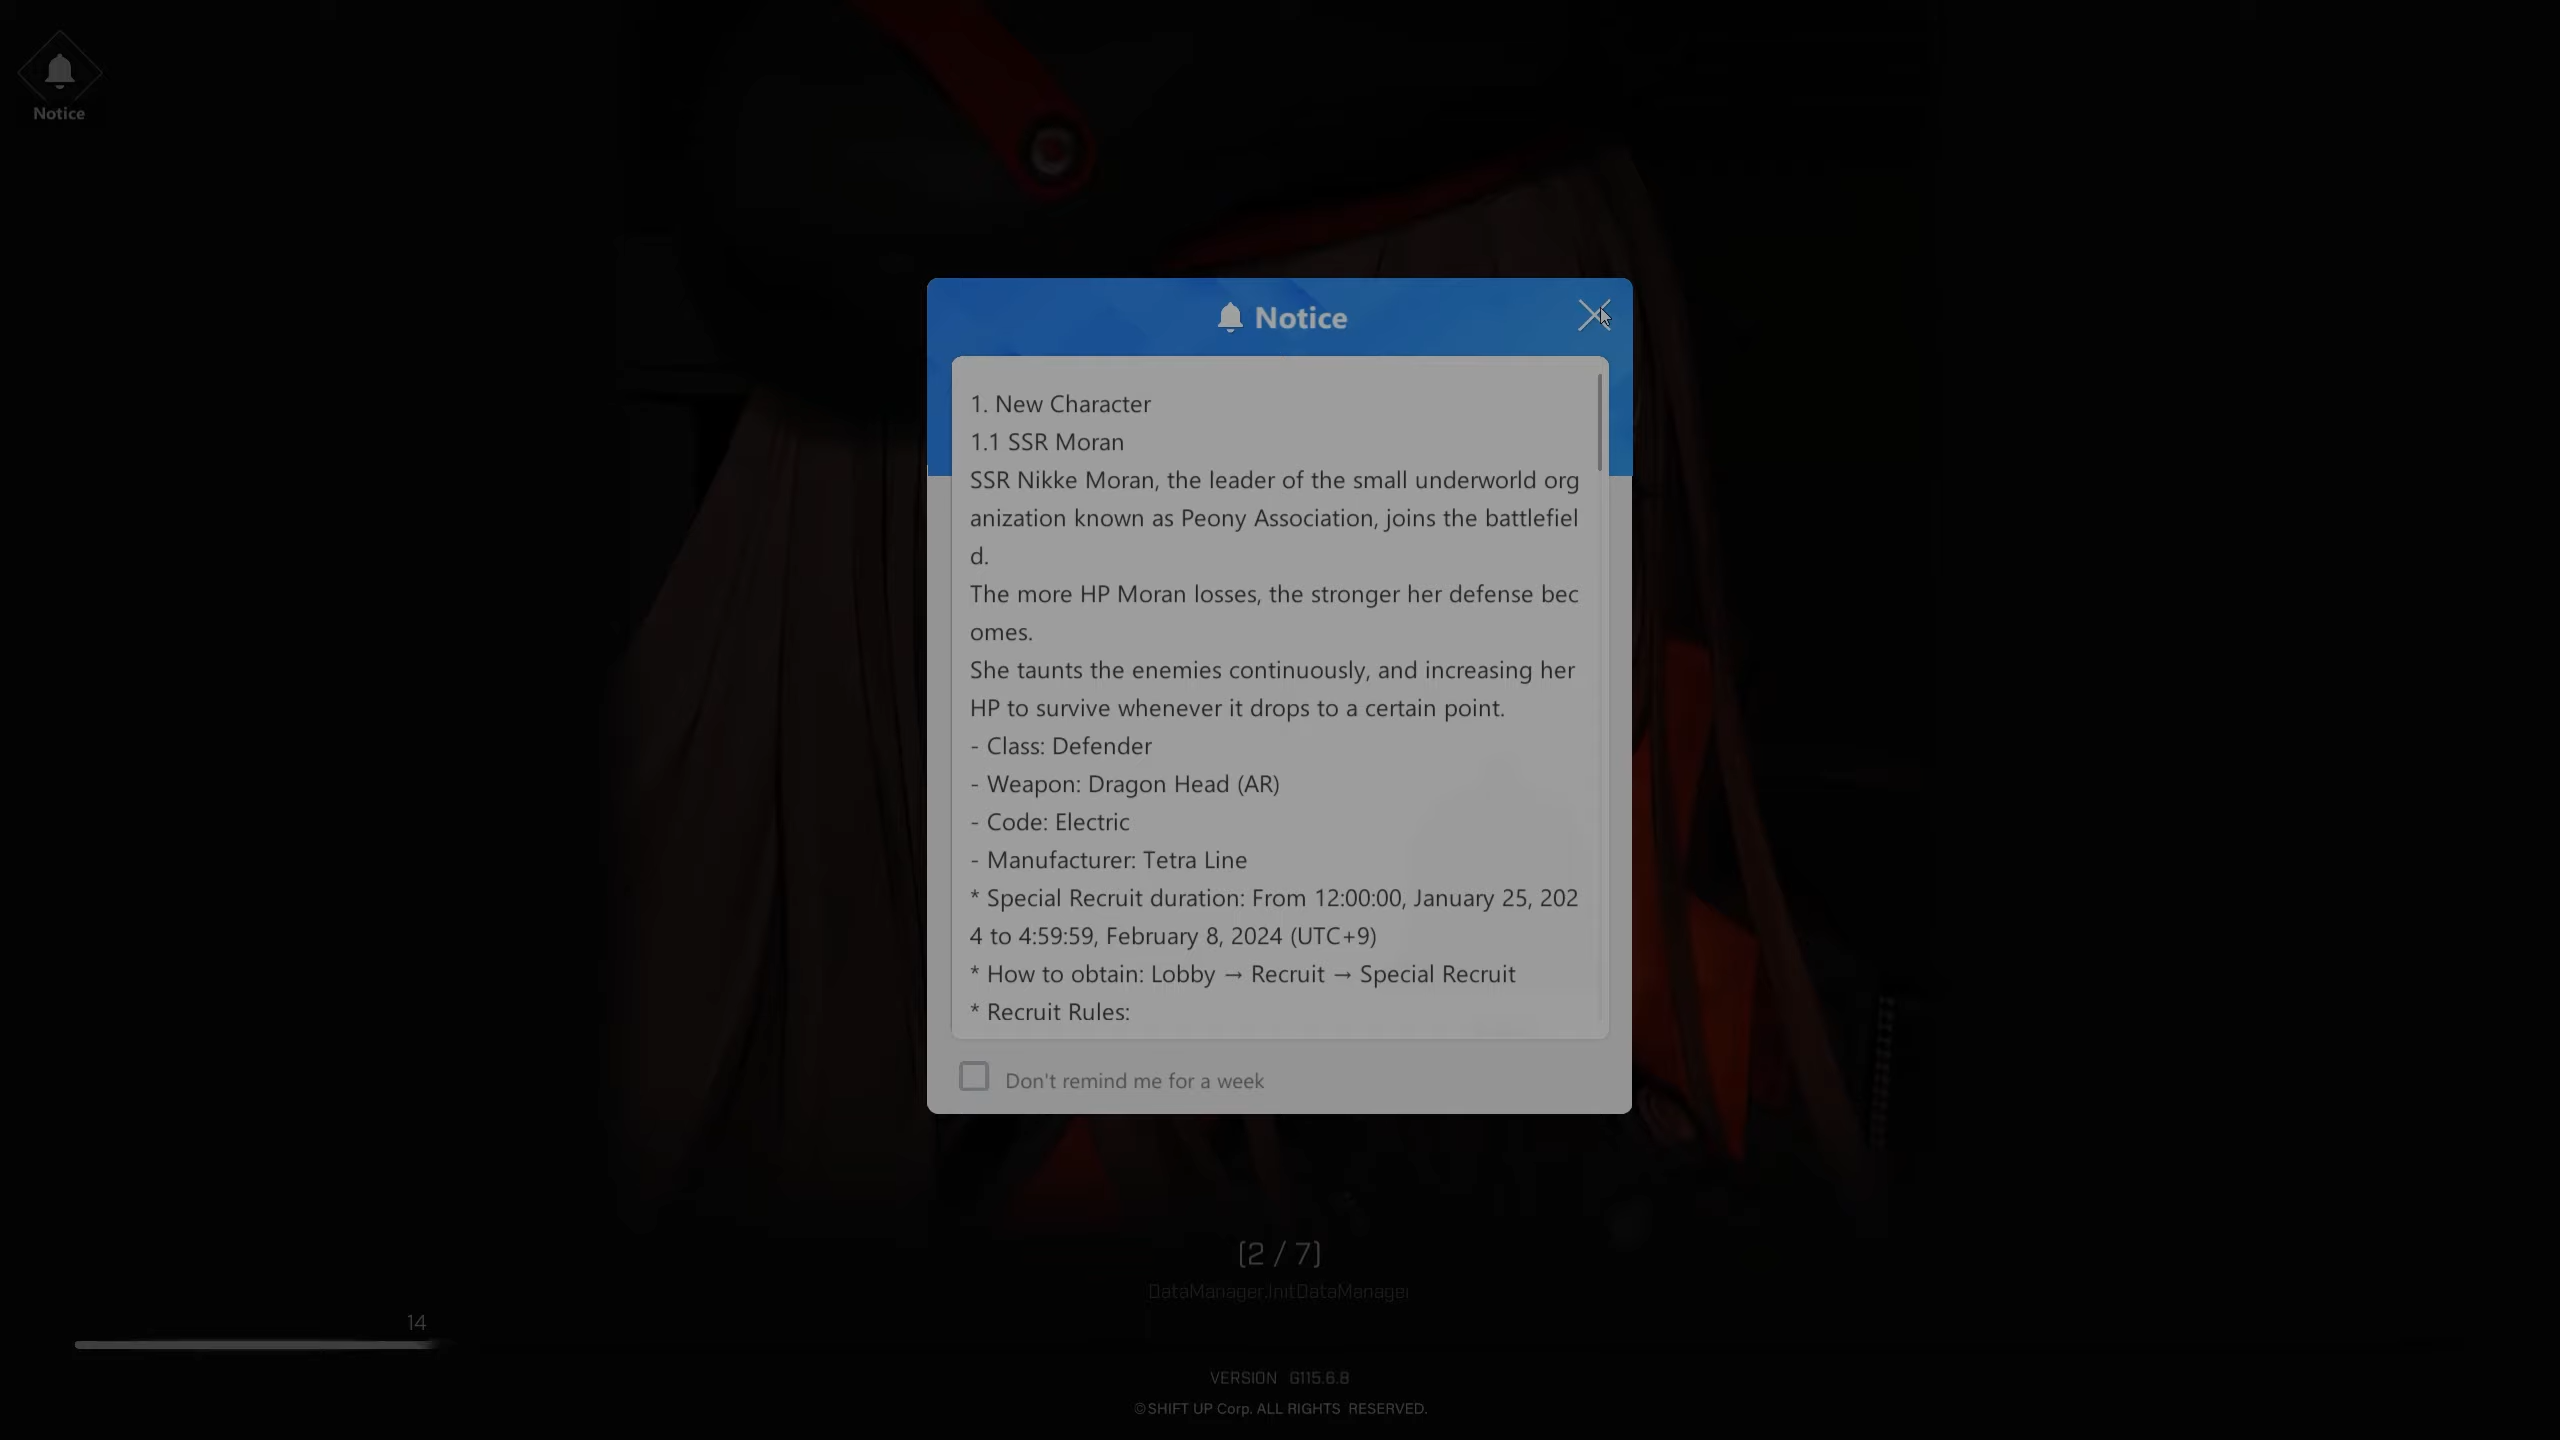 Notice
Notice
1. New Character
1.1 SSR Moran
SSR Nikke Moran, the leader of the small underworld org
anization known as Peony Association, joins the battlefiel
d.
The more HP Moran losses, the stronger her defense bec
omes.
She taunts the enemies continuously, and increasing her
HP to survive whenever it drops to a certain point.
- Class: Defender
- Weapon: Dragon Head (AR)
- Code: Electric
- Manufacturer: Tetra Line
* Special Recruit duration: From 12:00:00, January 25, 202
4 to 4:59:59, February 8, 2024 (UTC+9)
* How to obtain: Lobby → Recruit → Special Recruit
* Recruit Rules:
Don't remind me for a week
(2 / 7)
DataManager.InitDataManager
14
VERSION G115.6.8
©SHIFT UP Corp. ALL RIGHTS RESERVED.